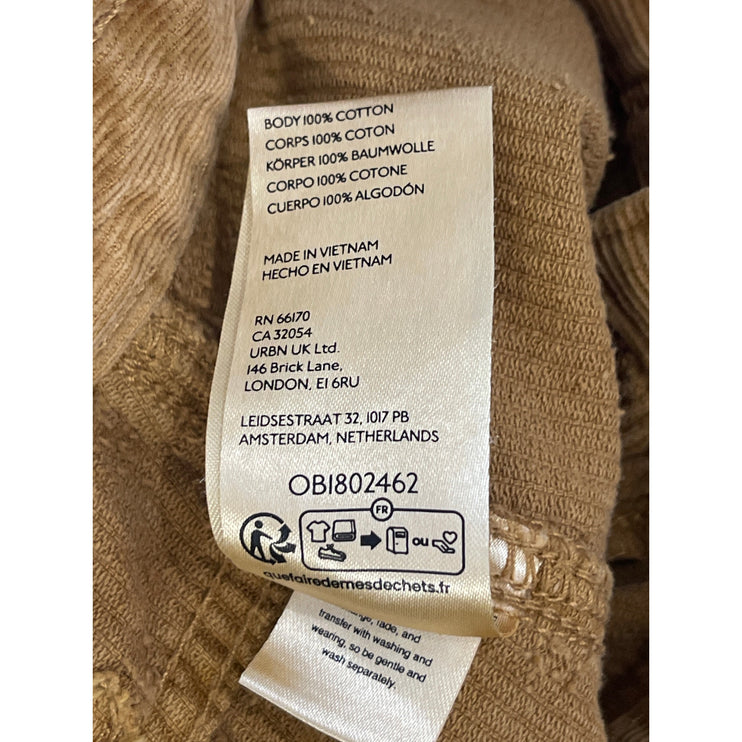 BODY 100% COTTON
CORPS 100% COTON
KÖRPER 100% BAUMWOLLE
CORPO 100% COTONE
CUERPO 100% ALGODÓN
MADE IN VIETNAM
HECHO EN VIETNAM
RN 66170
CA 32054
URBN UK Ltd.
146 Brick Lane,
LONDON, E1 6RU
LEIDSESTRAAT 32, 1017 PB
AMSTERDAM, NETHERLANDS
OB1802462
FR
ou
quefairedemesdechets.fr
fade, and
transfer with washing and
wearing, so be gentle and
wash separately.